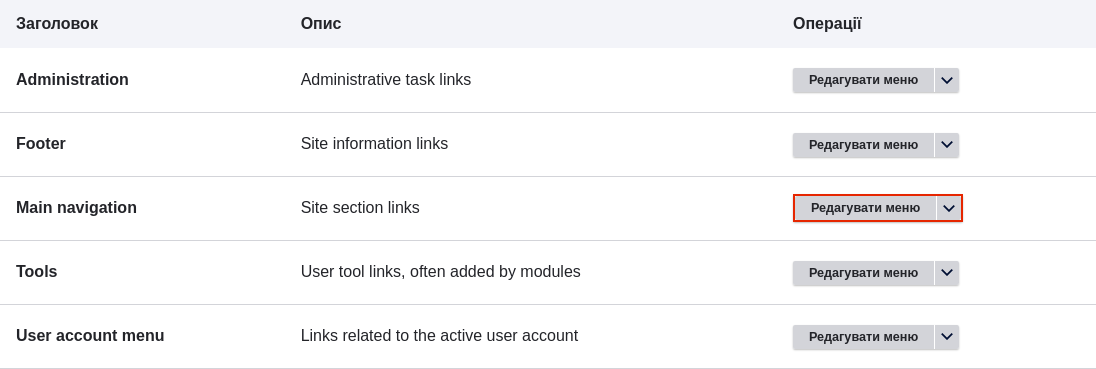 Заголовок Опис Операції
Administration Administrative task links Редагувати меню
Footer Site information links Редагувати меню
Main navigation Site section links Редагувати меню
Tools User tool links, often added by modules Редагувати меню
User account menu Links related to the active user account Редагувати меню